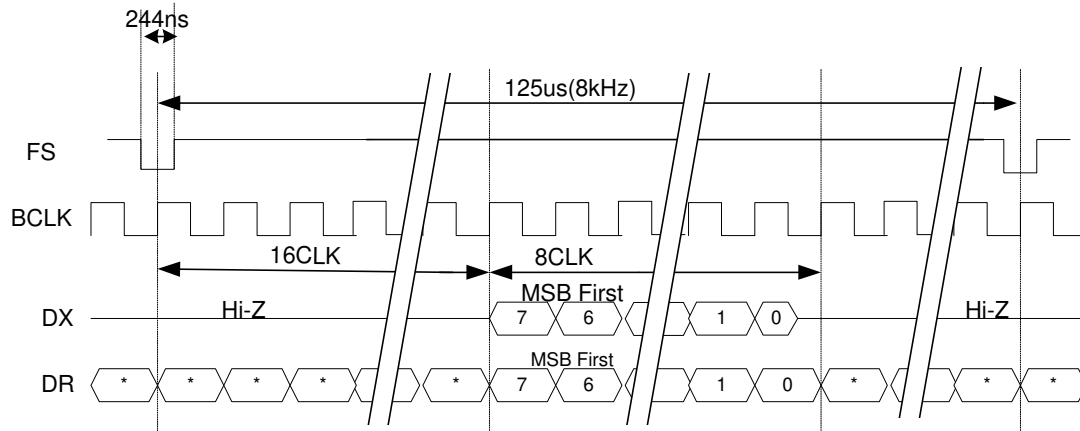 244ns
125us(8kHz)
FS
BCLK
16CLK 8CLK
MSB First
DX Hi-Z 7 6 1 0 Hi-Z
MSB First
DR * * * * * 7 6 1 0 * * *